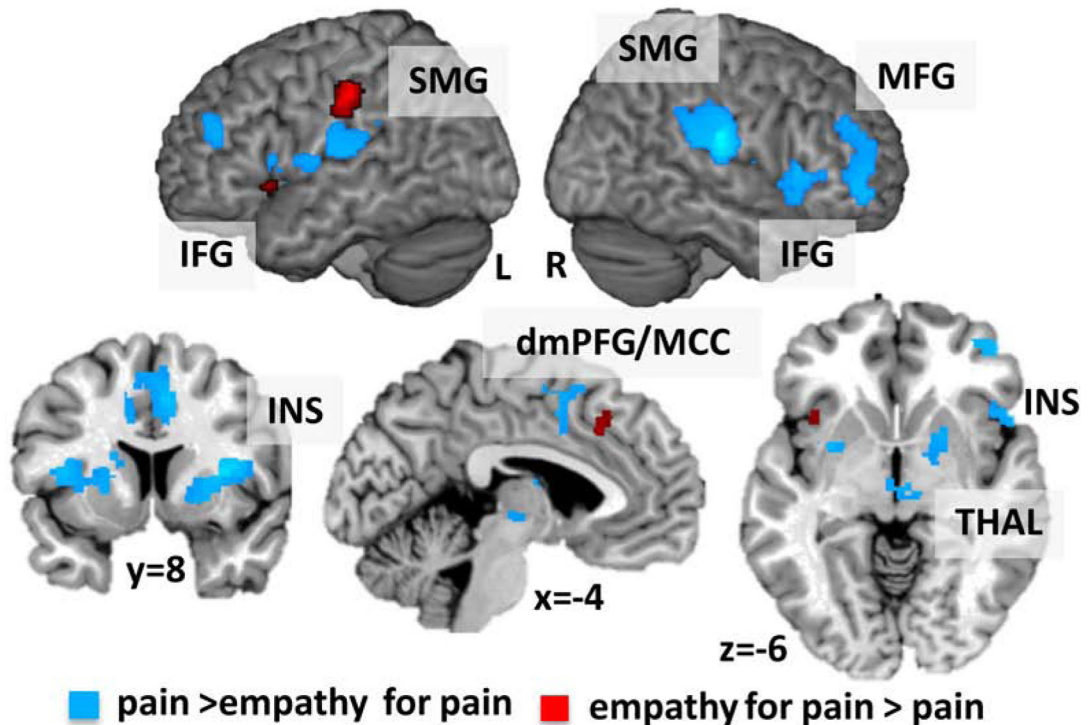 SMG
SMG
MFG
IFG
L
R
IFG
dmPFG/MCC
INS
INS
THAL
y=8
x=-4
z=-6
pain >empathy for pain
empathy for pain > pain